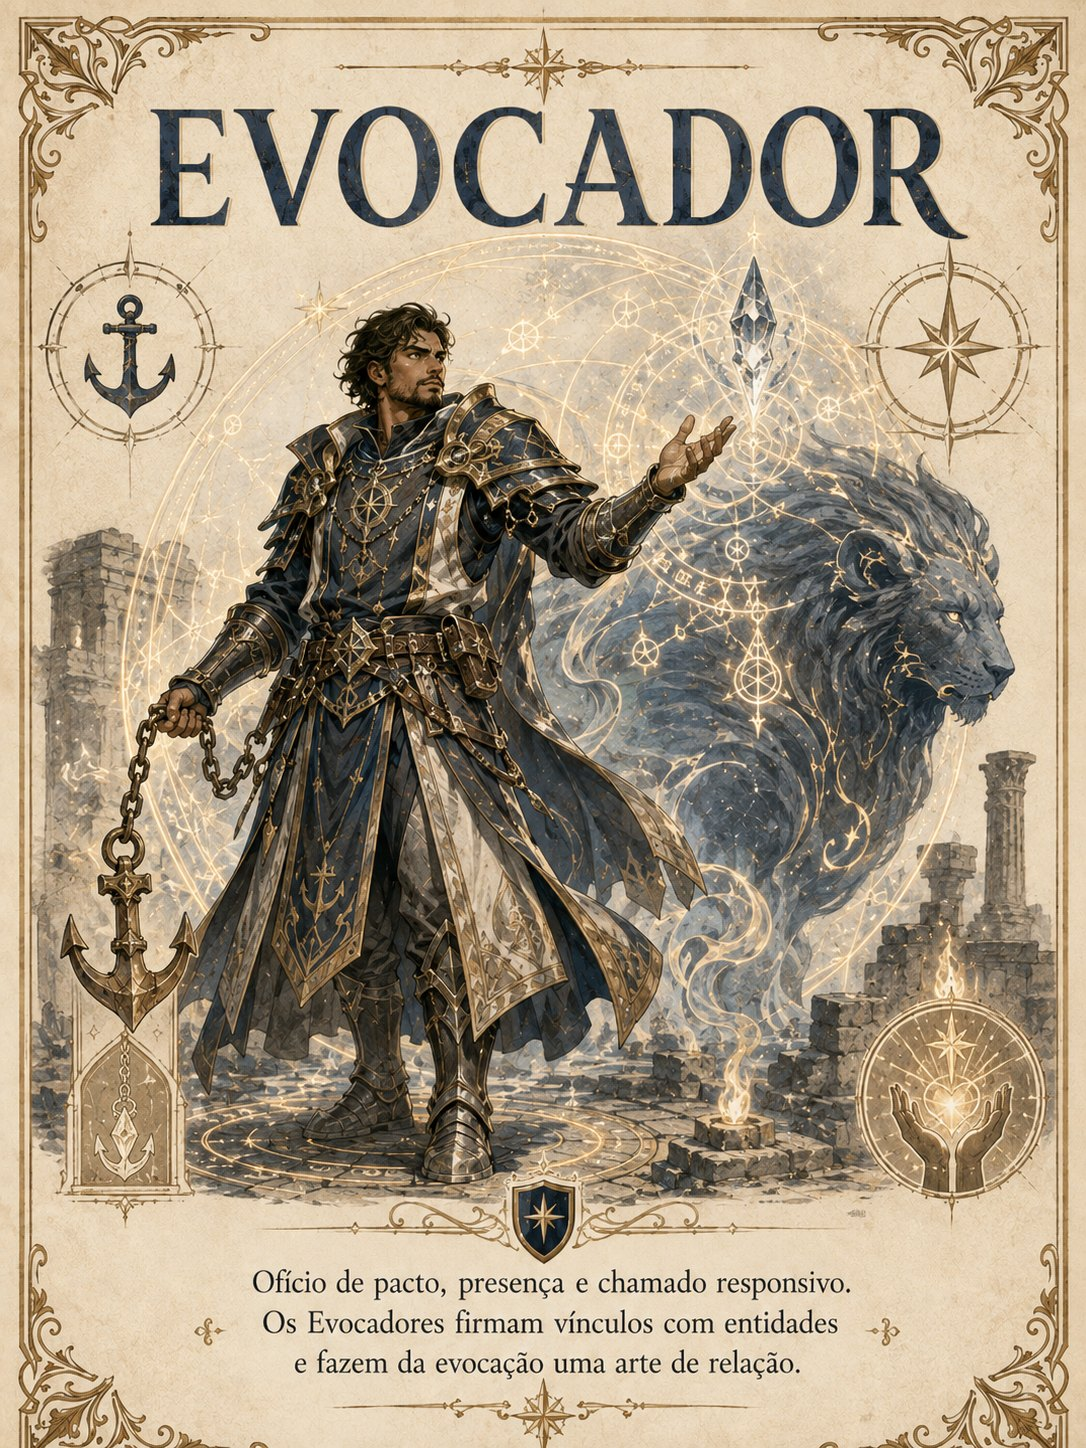 EVOCADOR
Ofício de pacto, presença e chamado responsivo.
Os Evocadores firmam vínculos com entidades
e fazem da evocação uma arte de relação.